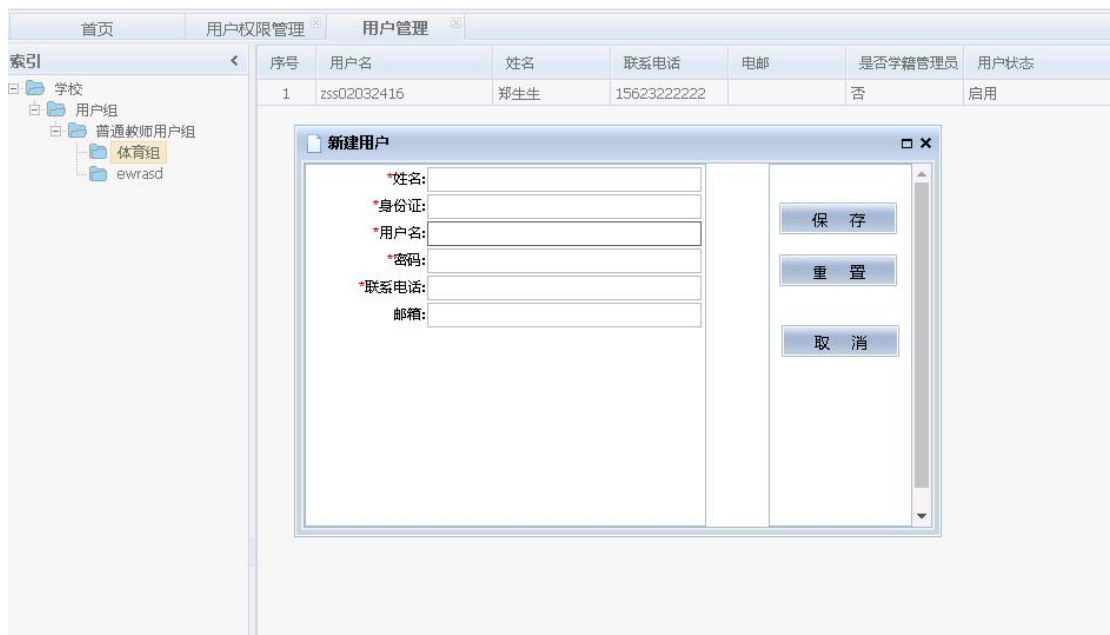 首页 用户权限管理 用户管理
索引 序号 用户名 姓名 联系电话 电邮 是否学籍管理员 用户状态
学校
1 zss02032416 郑生生 15623222222 否 启用
用户组
普通教师用户组
体育组
ewrasd
新建用户
*姓名:
*身份证:
*用户名:
*密码:
*联系电话:
邮箱:
保 存
重 置
取 消